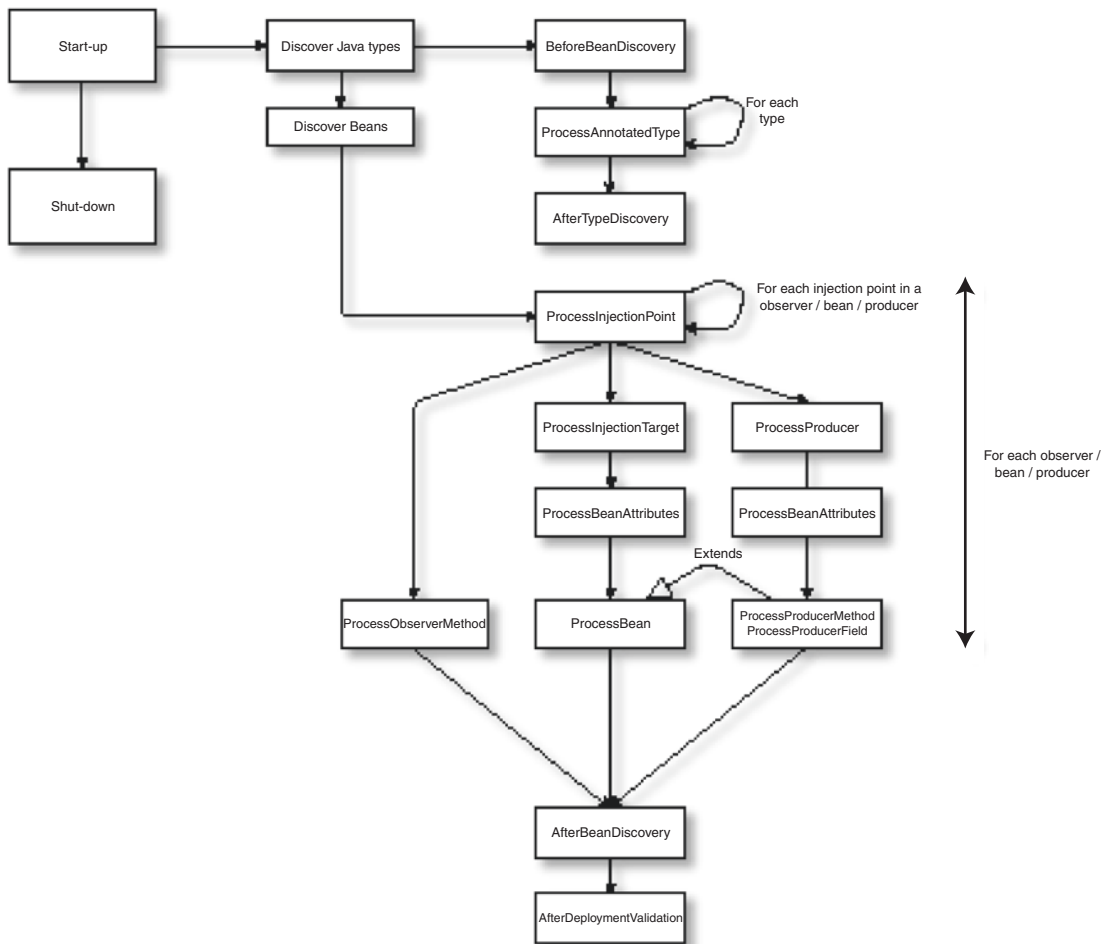 Start-up
Discover Java types
BeforeBeanDiscovery
Discover Beans
ProcessAnnotatedType
For each
type
Shut-down
AfterTypeDiscovery
ProcessInjectionPoint
For each injection point in a
observer / bean / producer
ProcessInjectionTarget
ProcessProducer
For each observer /
bean / producer
ProcessBeanAttributes
ProcessBeanAttributes
Extends
ProcessObserverMethod
ProcessBean
ProcessProducerMethod
ProcessProducerField
AfterBeanDiscovery
AfterDeploymentValidation